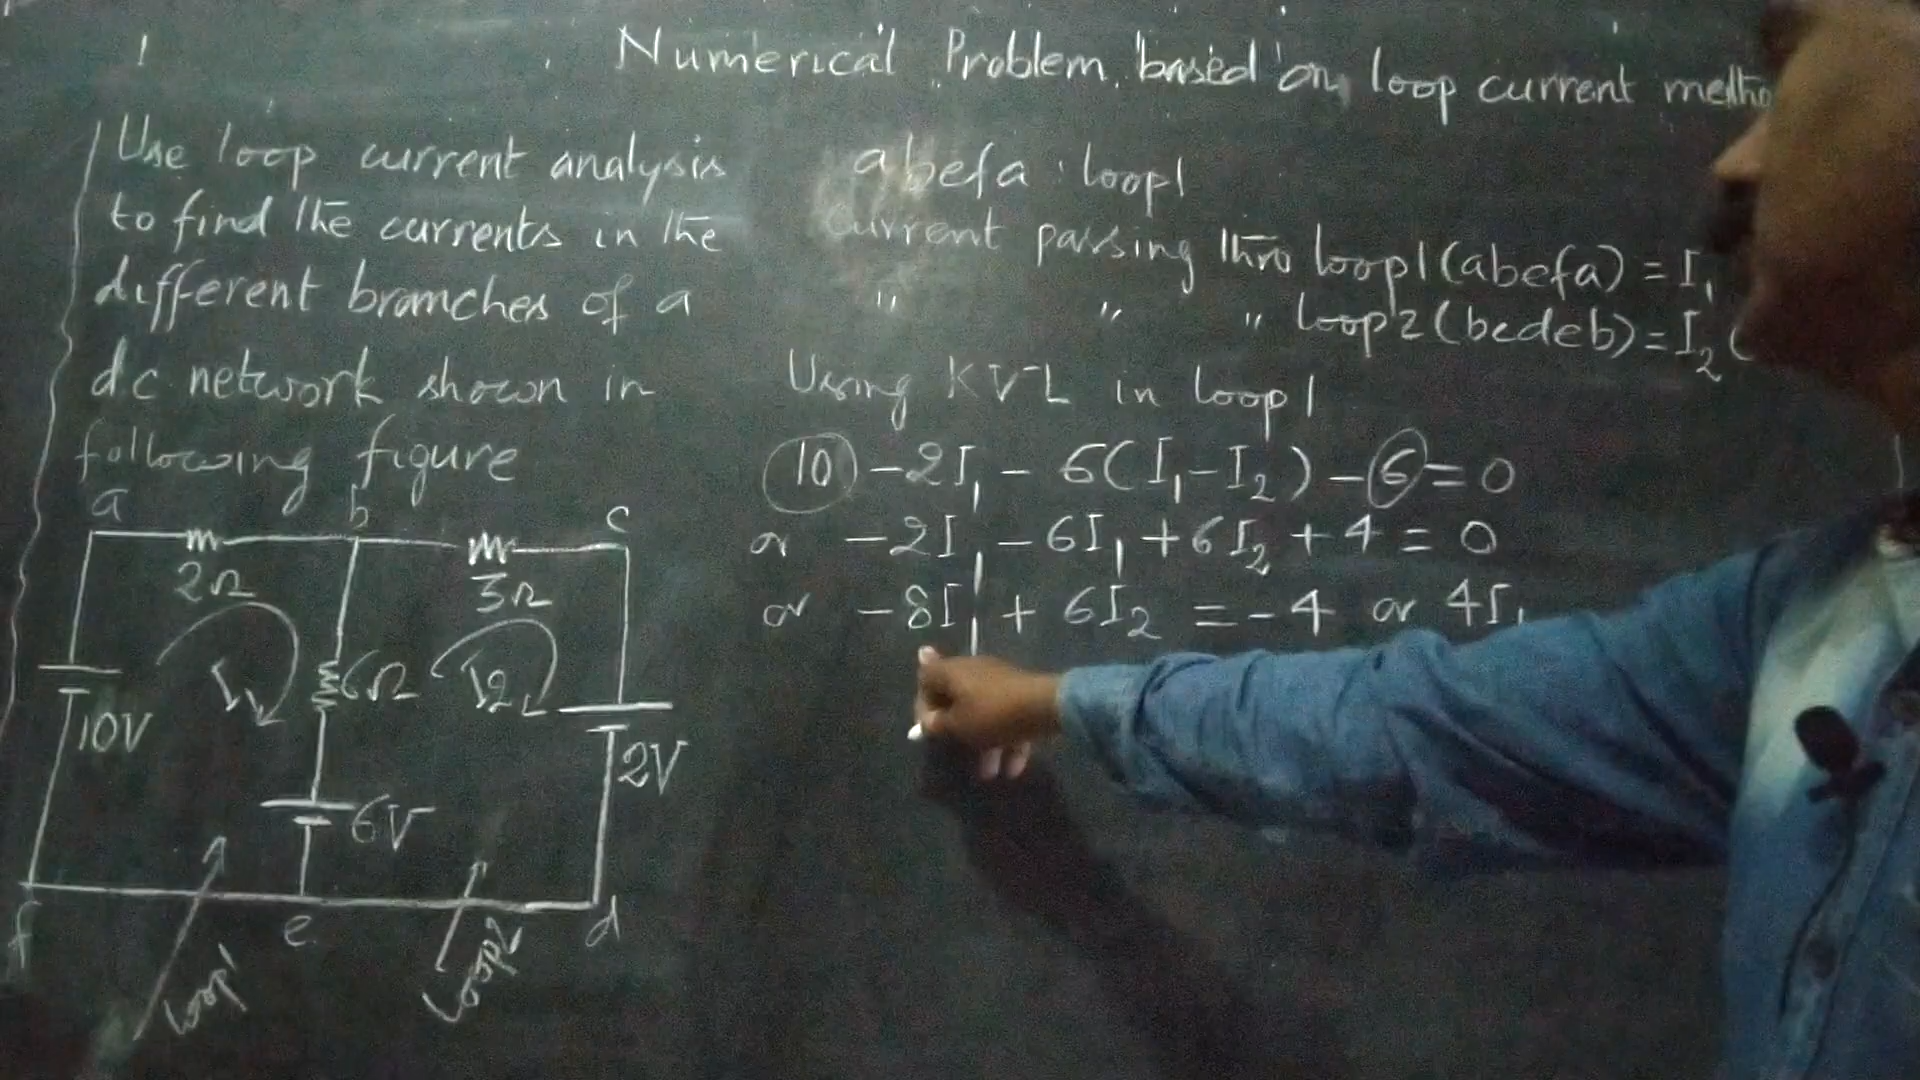 Numerical Problem based on loop current metho
Use loop current analysis
to find the currents in the
different branches of a
dc network shown in
following figure
a b c
2Ω 3Ω
I1 6Ω I2
10V 2V
6V
f e d
loop1 Loop2
abefa : loop1
Current passing thro loop1 (abefa) = I1
" " " loop2 (bcdeb) = I2 (
Using KVL in loop1
10 - 2I1 - 6(I1 - I2) - 6 = 0
or -2I1 - 6I1 + 6I2 + 4 = 0
or -8I1 + 6I2 = -4 or 4I1